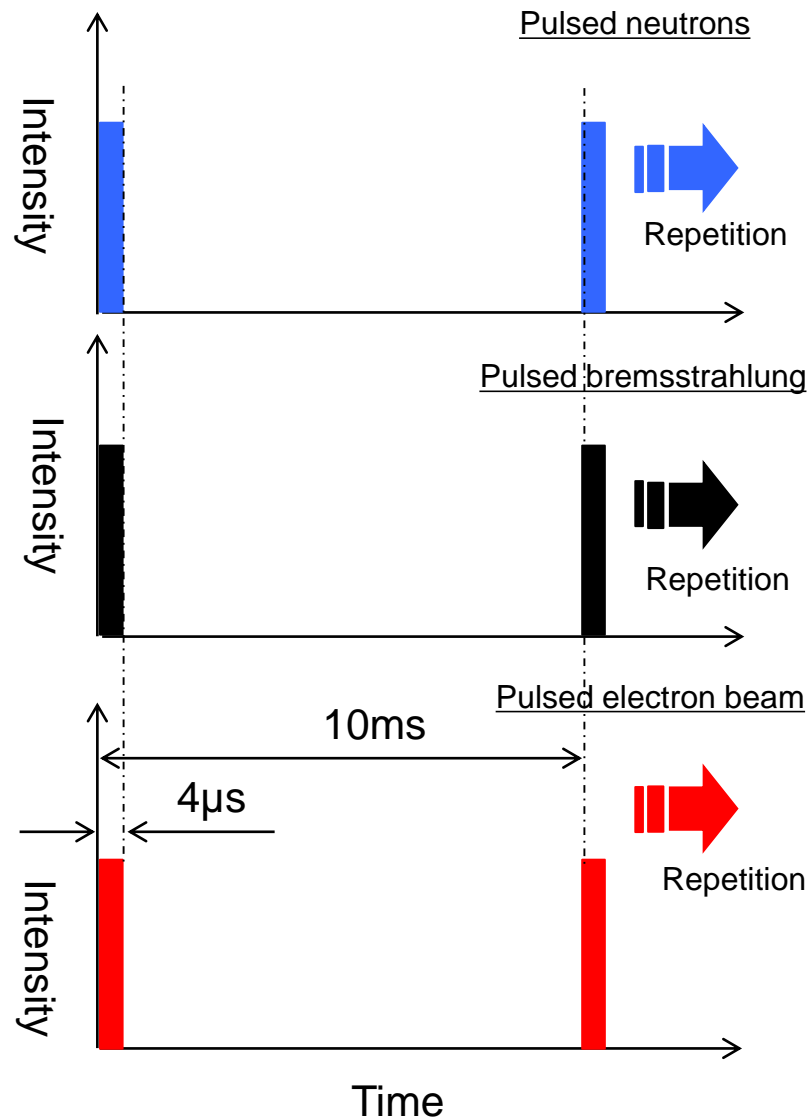 Pulsed neutrons
Intensity
Repetition
Pulsed bremsstrahlung
Intensity
Repetition
Pulsed electron beam
10ms
4μs
Intensity
Repetition
Time